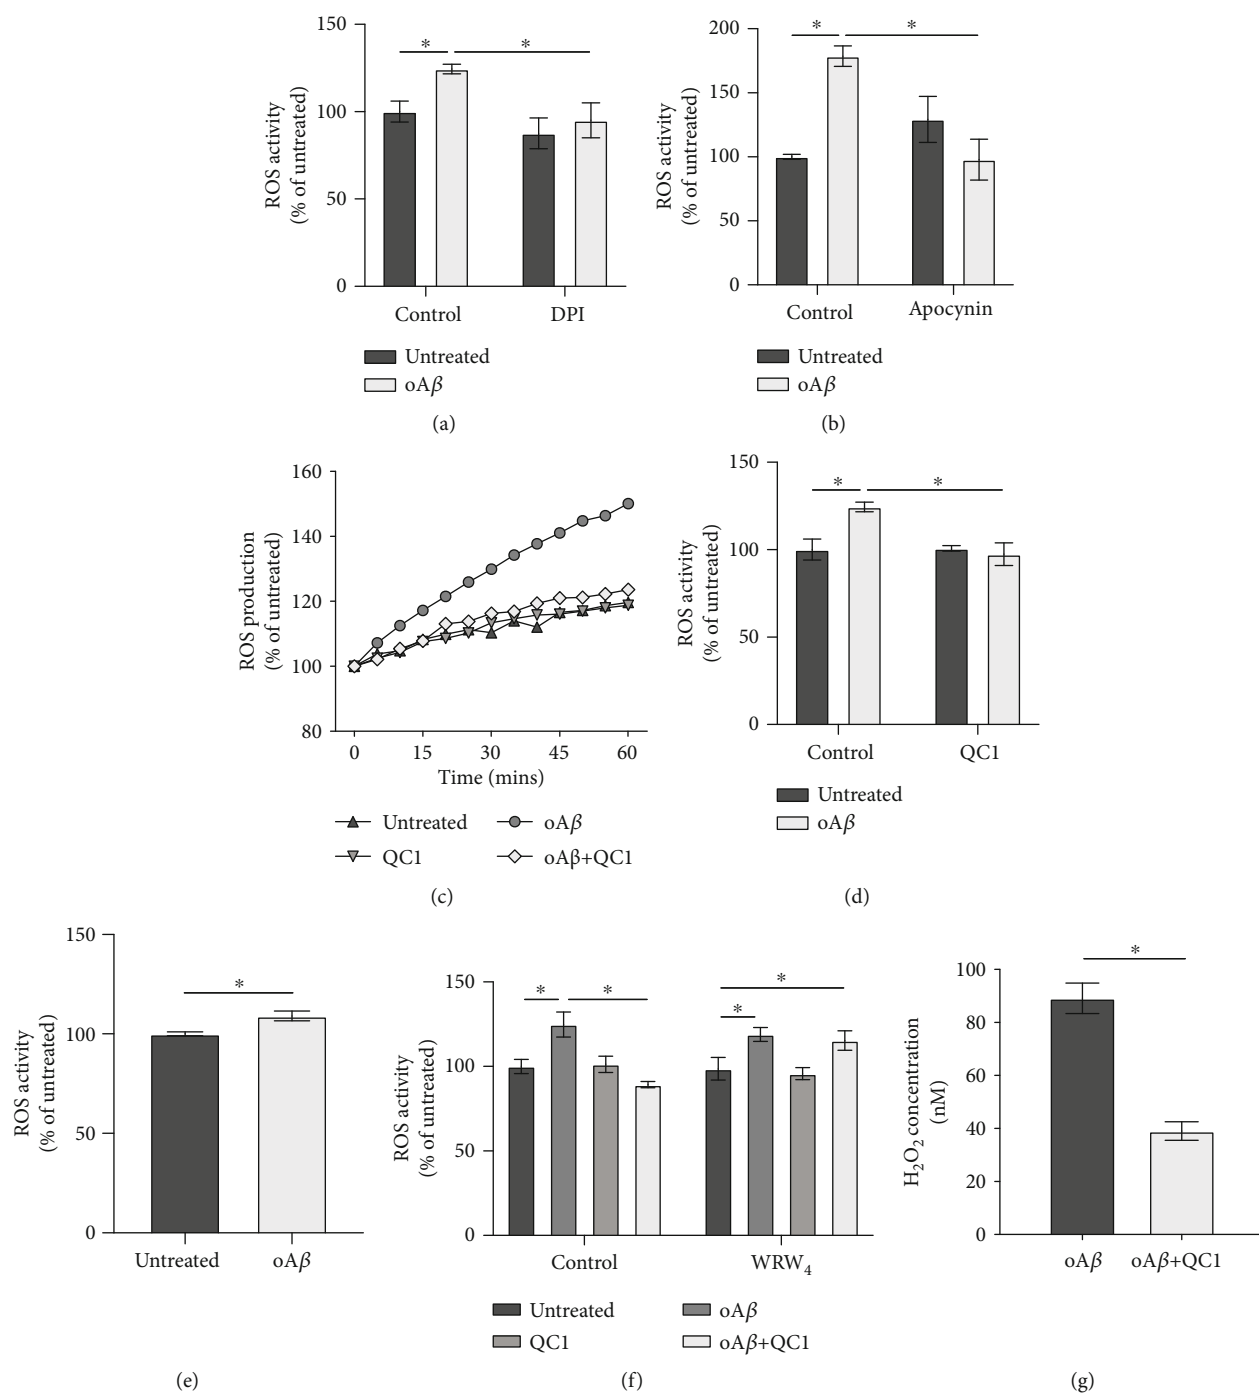 150
100
50
0
ROS activity
(% of untreated)
*
*
Control
DPI
Untreated
oAβ
(a)
200
150
100
50
0
ROS activity
(% of untreated)
*
*
Control
Apocynin
Untreated
oAβ
(b)
160
140
120
100
80
ROS production
(% of untreated)
0 15 30 45 60
Time (mins)
Untreated
oAβ
QC1
oAβ+QC1
(c)
150
100
50
0
ROS activity
(% of untreated)
*
*
Control
QC1
Untreated
oAβ
(d)
150
100
50
0
ROS activity
(% of untreated)
*
Untreated
oAβ
(e)
150
100
50
0
ROS activity
(% of untreated)
*
*
*
*
Control
WRW₄
Untreated
oAβ
QC1
oAβ+QC1
(f)
100
80
60
40
20
0
H₂O₂ concentration
(nM)
*
oAβ
oAβ+QC1
(g)